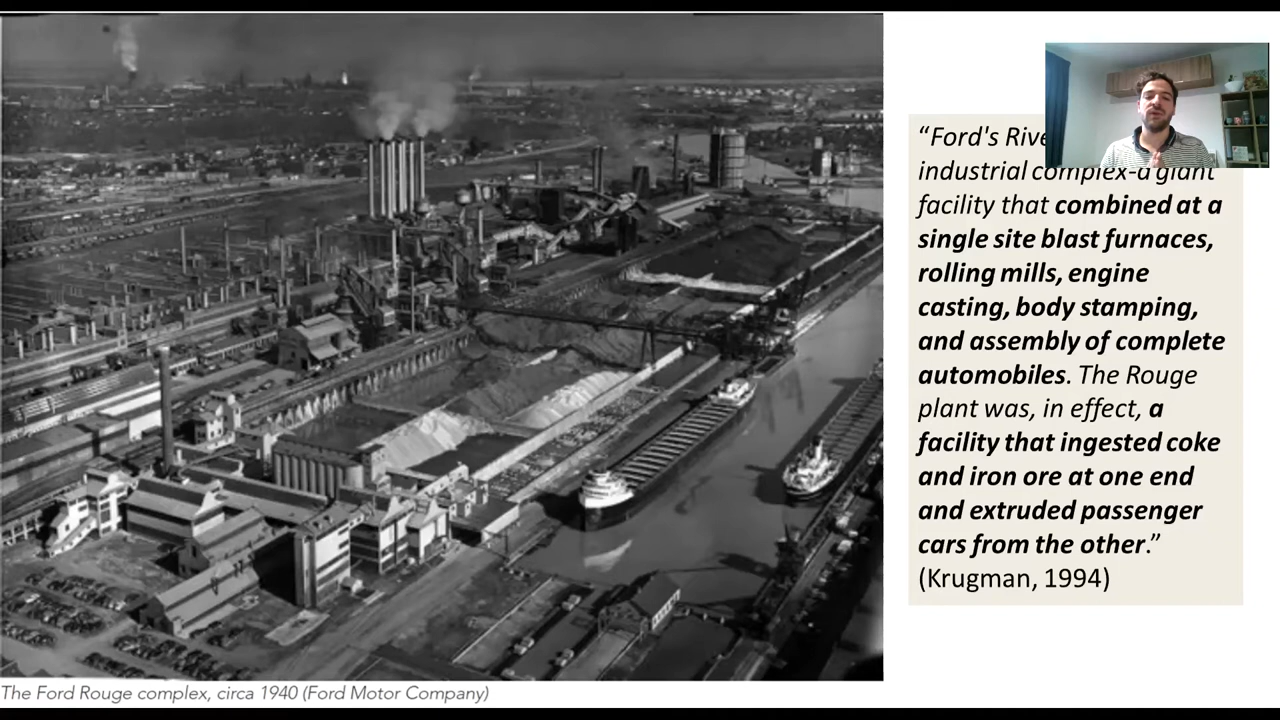 “Ford's
industrial complex-a giant
facility that combined at a
single site blast furnaces,
rolling mills, engine
casting, body stamping,
and assembly of complete
automobiles. The Rouge
plant was, in effect, a
facility that ingested coke
and iron ore at one end
and extruded passenger
cars from the other.”
(Krugman, 1994)
The Ford Rouge complex, circa 1940 (Ford Motor Company)